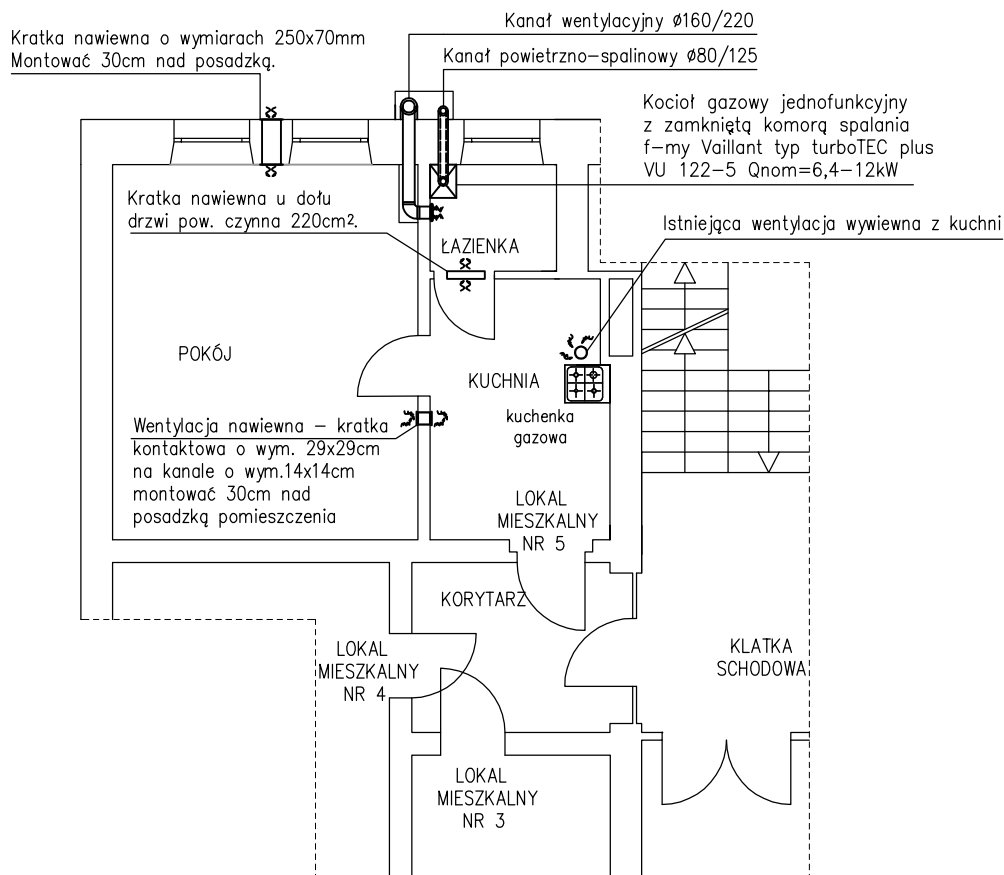 Kanał wentylacyjny ø160/220
Kratka nawiewna o wymiarach 250x70mm
Montować 30cm nad posadzką.
Kanał powietrzno-spalinowy ø80/125
Kocioł gazowy jednofunkcyjny
z zamkniętą komorą spalania
f-my Vaillant typ turboTEC plus
VU 122-5 Qnom=6,4-12kW
Kratka nawiewna u dołu
drzwi pow. czynna 220cm².
Istniejąca wentylacja wywiewna z kuchni
ŁAZIENKA
POKÓJ
KUCHNIA
kuchenka
gazowa
Wentylacja nawiewna – kratka
kontaktowa o wym. 29x29cm
na kanale o wym.14x14cm
montować 30cm nad
posadzką pomieszczenia
LOKAL
MIESZKALNY
NR 5
KORYTARZ
LOKAL
MIESZKALNY
NR 4
KLATKA
SCHODOWA
LOKAL
MIESZKALNY
NR 3